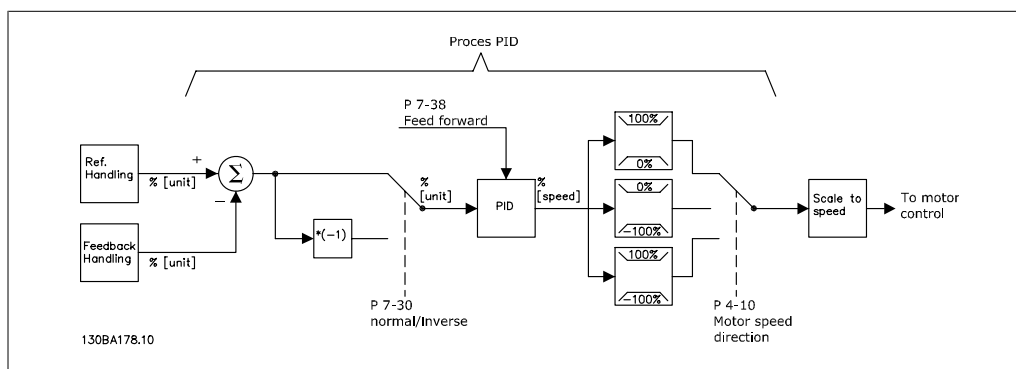 Proces PID
P 7-38
Feed forward
Ref.
Handling
+
% [unit]
Σ
−
Feedback
Handling
% [unit]
*(-1)
%
[unit]
P 7-30
normal/Inverse
PID
%
[speed]
100%
0%
0%
-100%
100%
-100%
P 4-10
Motor speed
direction
Scale to
speed
To motor
control
130BA178.10